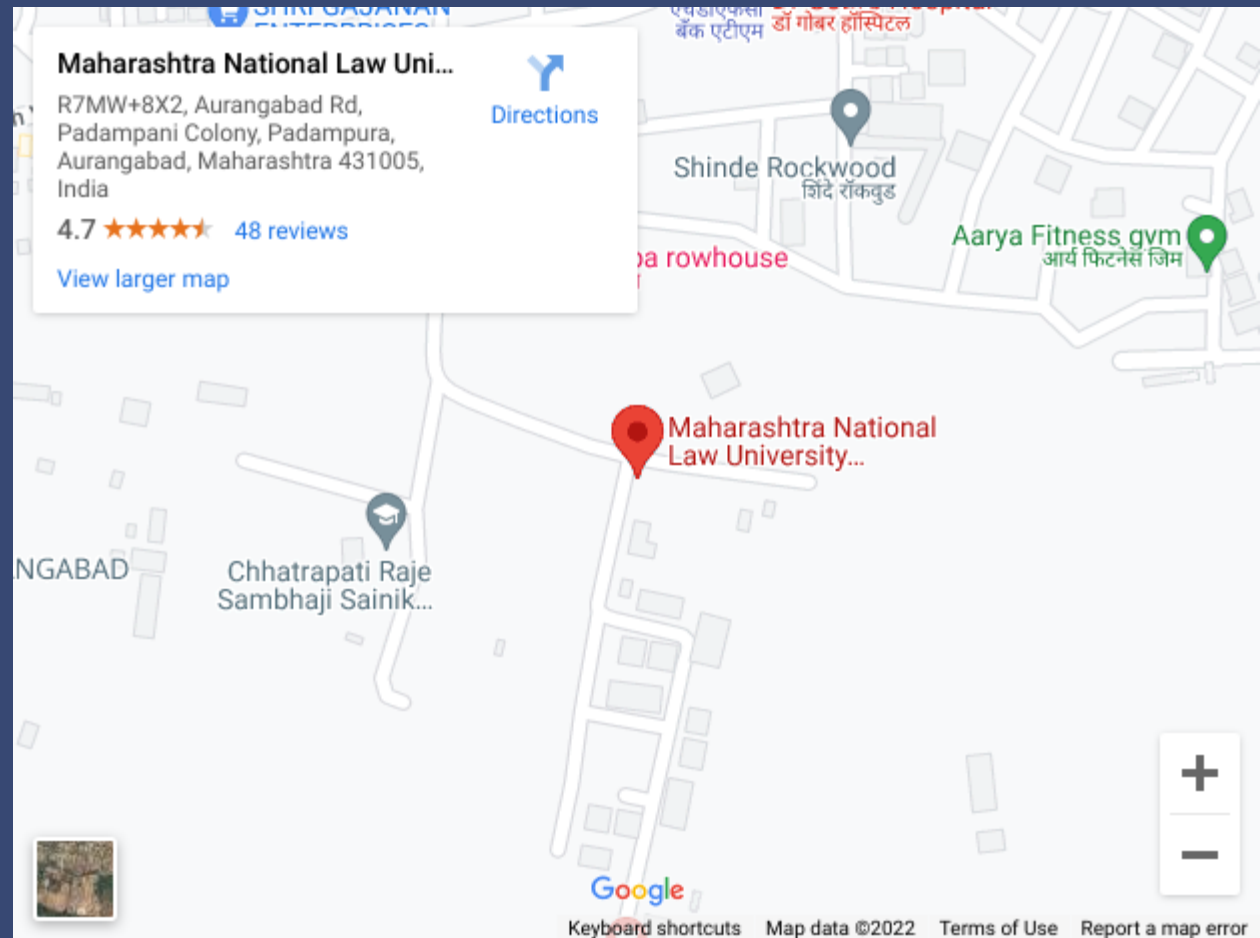 Maharashtra National Law Uni...
R7MW+8X2, Aurangabad Rd,
Padampani Colony, Padampura,
Aurangabad, Maharashtra 431005,
India
4.7
48 reviews
View larger map
Directions
SHRI GAJANAN
ENTERPRISES
बँक एटीएम
डॉ गोबर हॉस्पिटल
Shinde Rockwood
शिंदे रॉकवुड
Aarya Fitness gym
आर्य फिटनेस जिम
rowhouse
Maharashtra National
Law University...
Chhatrapati Raje
Sambhaji Sainik...
NGABAD
Google
Keyboard shortcuts
Map data ©2022
Terms of Use
Report a map error